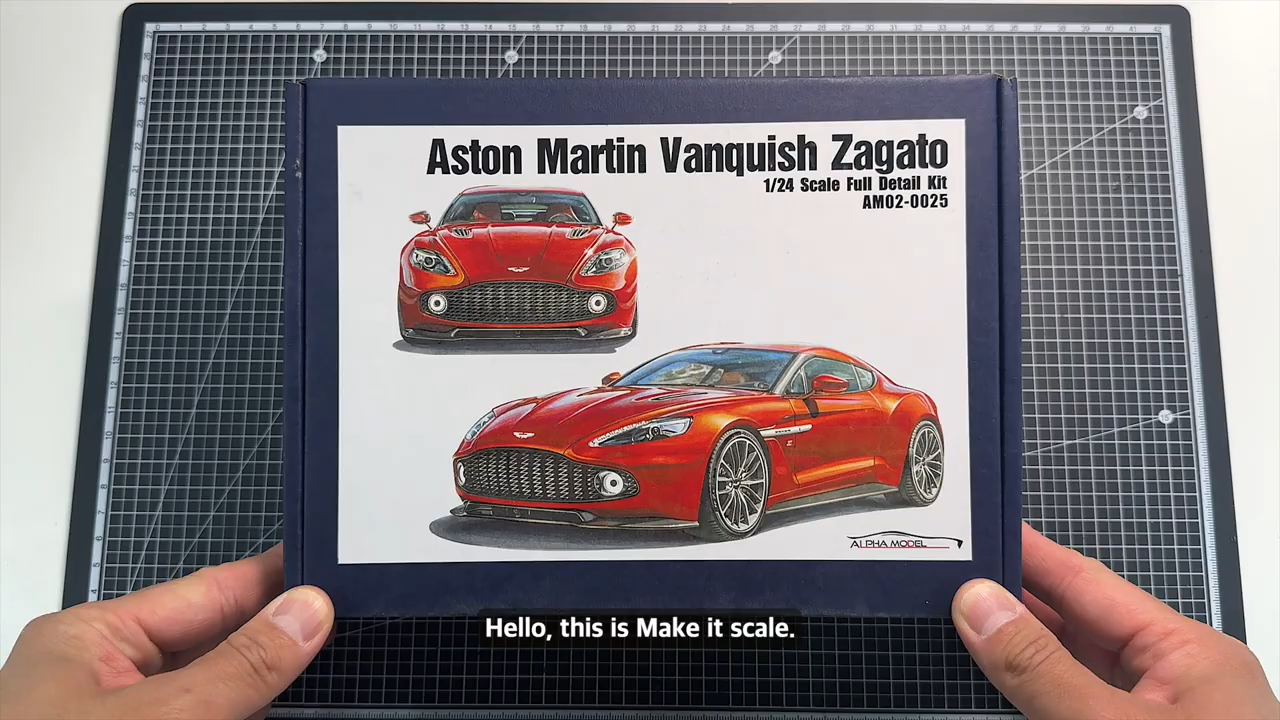 Aston Martin Vanquish Zagato
1/24 Scale Full Detail Kit
AM02-0025
ALPHA MODEL
Hello, this is Make it scale.